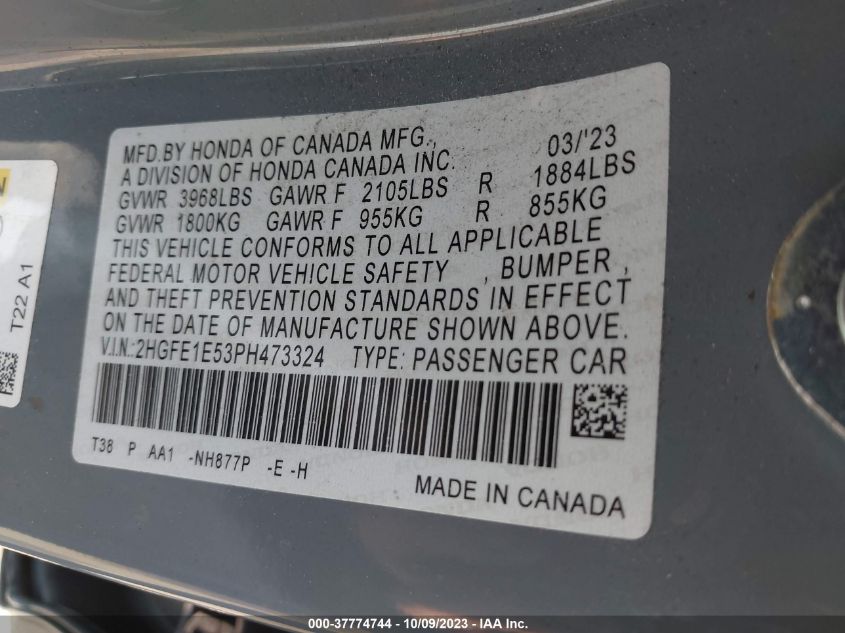 MFD.BY HONDA OF CANADA MFG., 03/'23
A DIVISION OF HONDA CANADA INC.
GVWR 3968LBS GAWR F 2105LBS R 1884LBS
GVWR 1800KG GAWR F 955KG R 855KG
THIS VEHICLE CONFORMS TO ALL APPLICABLE
FEDERAL MOTOR VEHICLE SAFETY , BUMPER ,
AND THEFT PREVENTION STANDARDS IN EFFECT
ON THE DATE OF MANUFACTURE SHOWN ABOVE.
V.I.N.:2HGFE1E53PH473324 TYPE: PASSENGER CAR
T38 P AA1 -NH877P -E -H
MADE IN CANADA
T22 A1
000-37774744 - 10/09/2023 - IAA Inc.